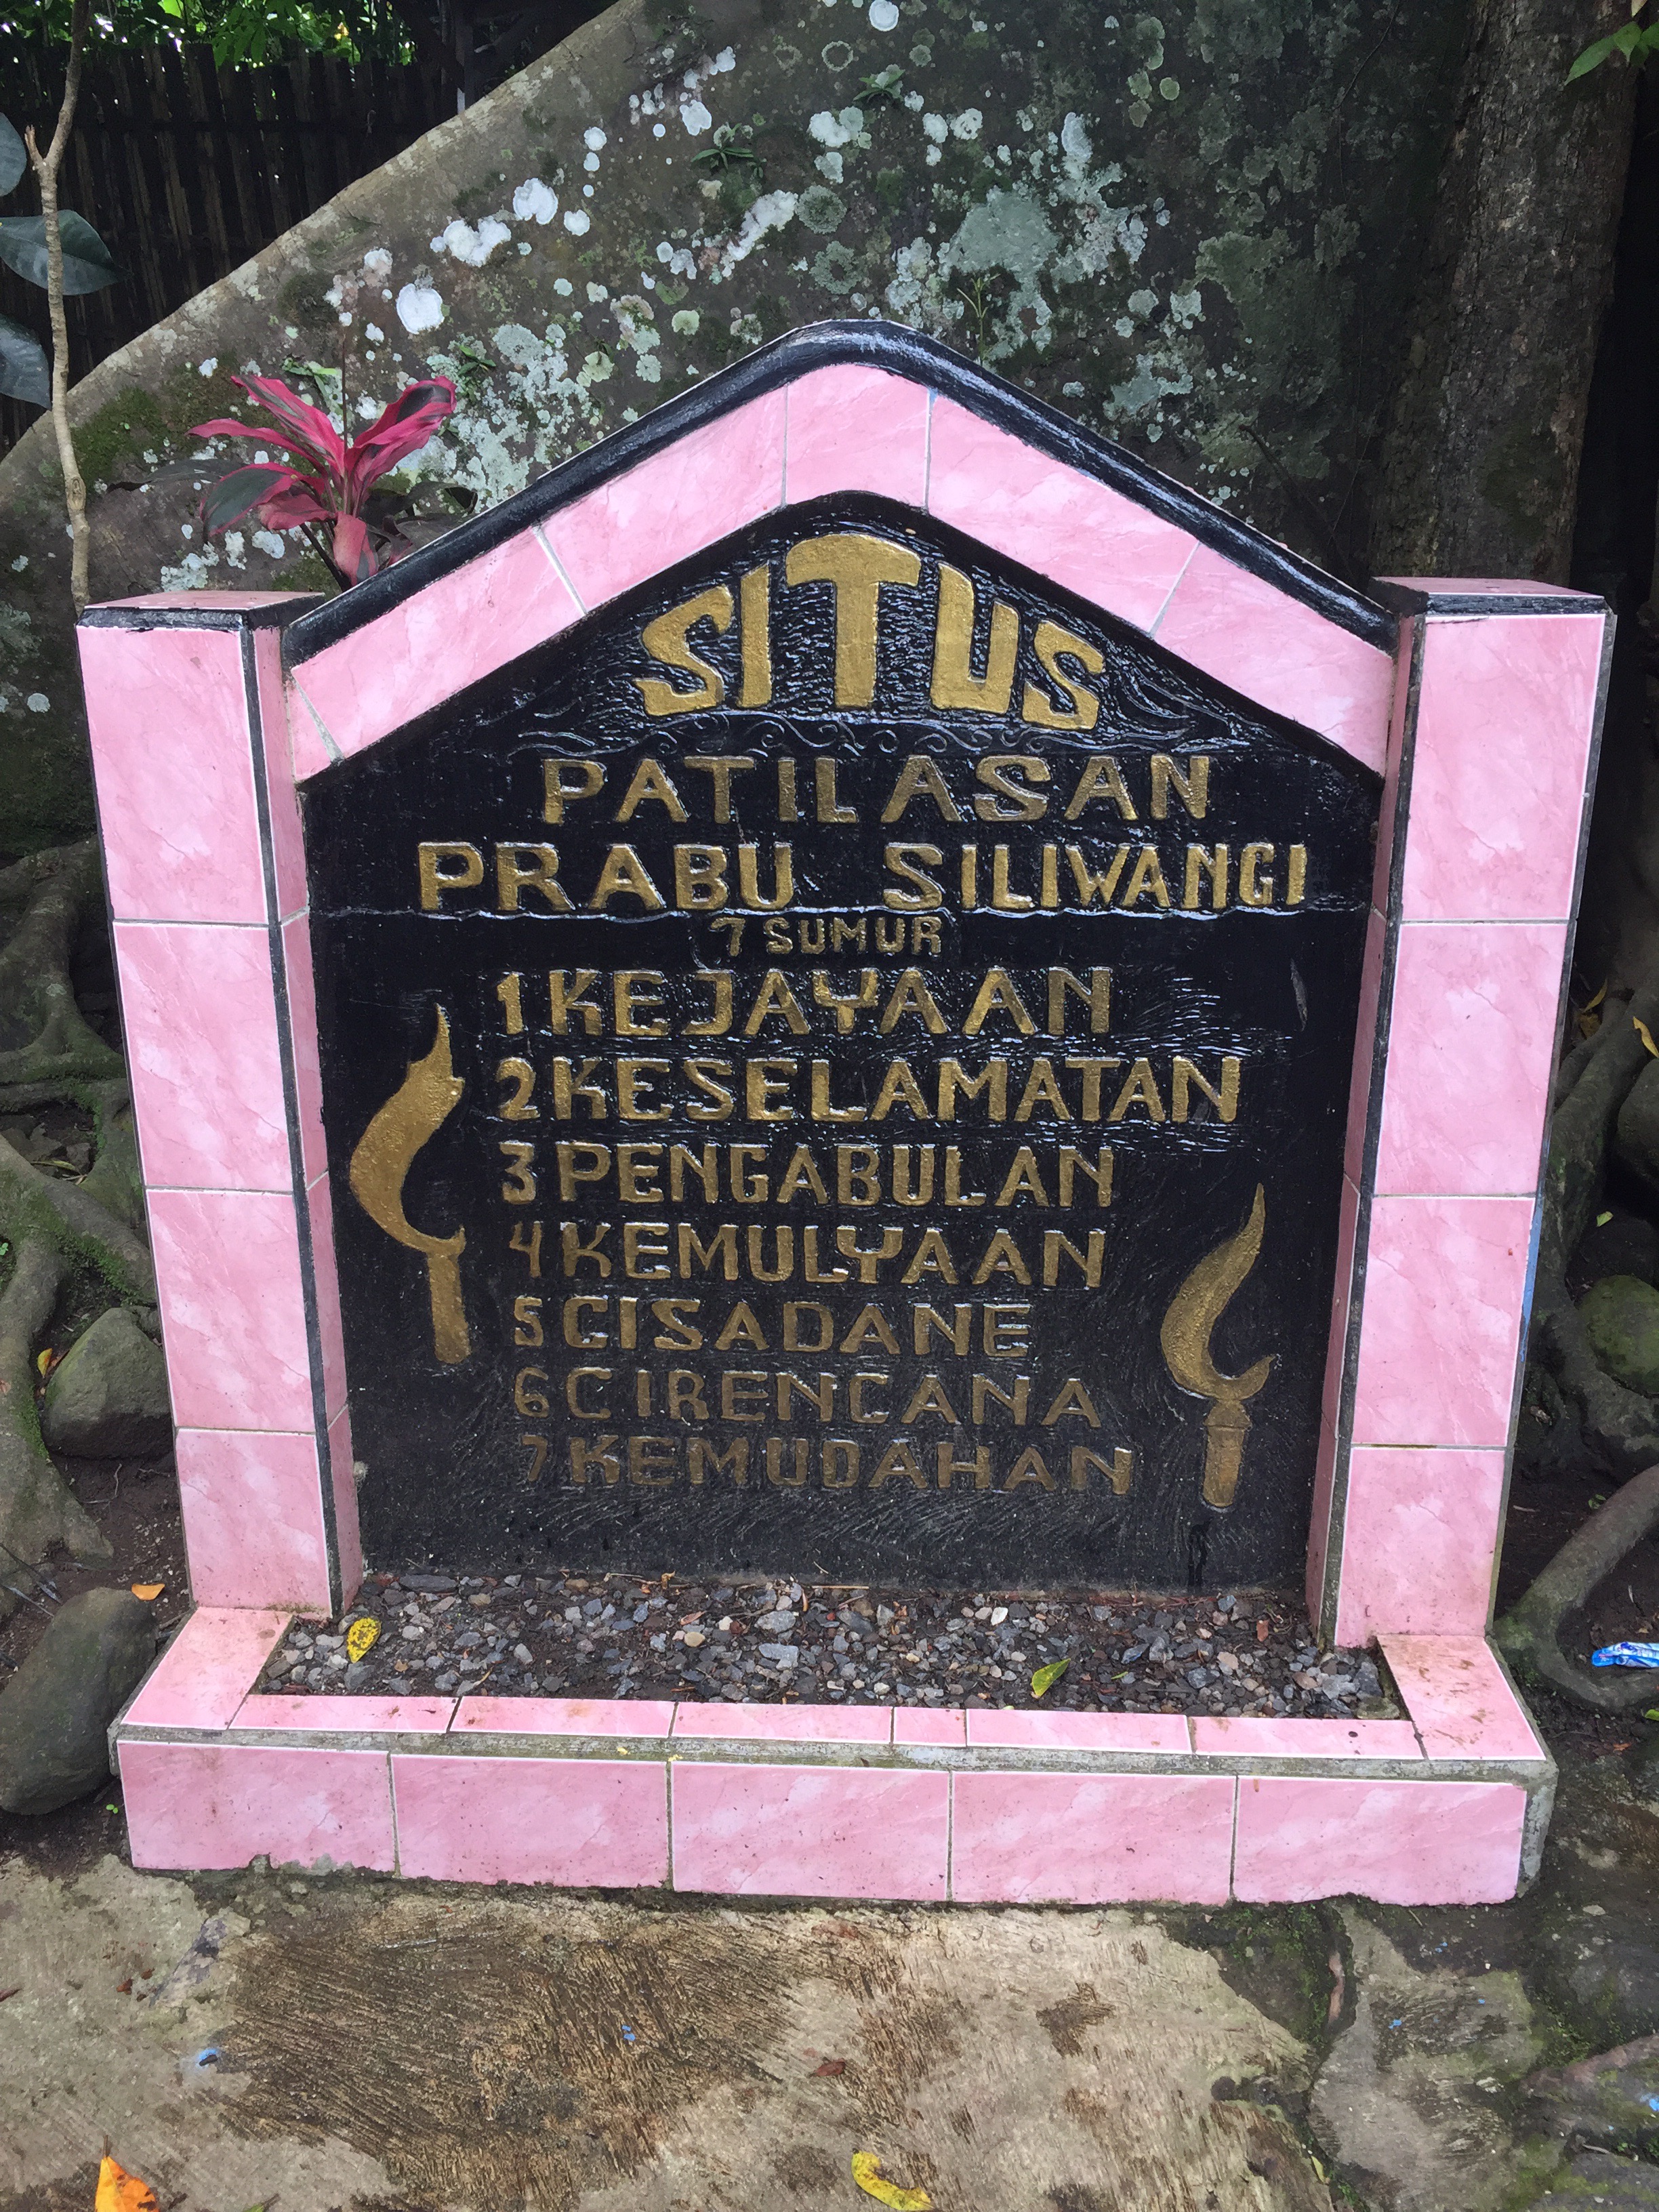 SITUS
PATILASAN
PRABU SILIWANGI
7 SUMUR
1 KEJAYAAN
2 KESELAMATAN
3 PENGABULAN
4 KEMULYAAN
5 CISADANE
6 CIRENCANA
7 KEMUDAHAN